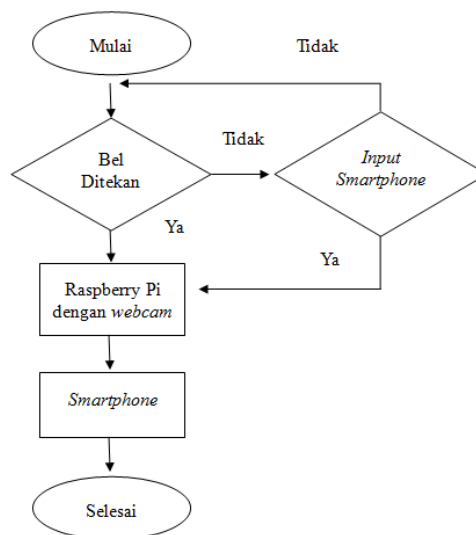 Mulai
Tidak
Bel
Ditekan
Tidak
Input
Smartphone
Ya
Ya
Raspberry Pi
dengan webcam
Smartphone
Selesai